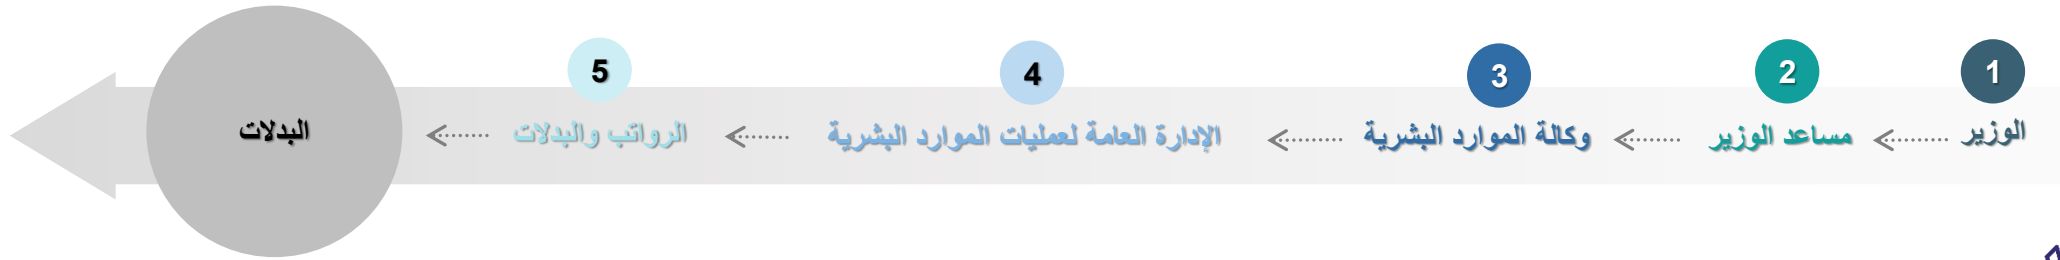 1
الوزير
2
مساعد الوزير
3
وكالة الموارد البشرية
4
الإدارة العامة لعمليات الموارد البشرية
5
الرواتب والبدلات
البدلات